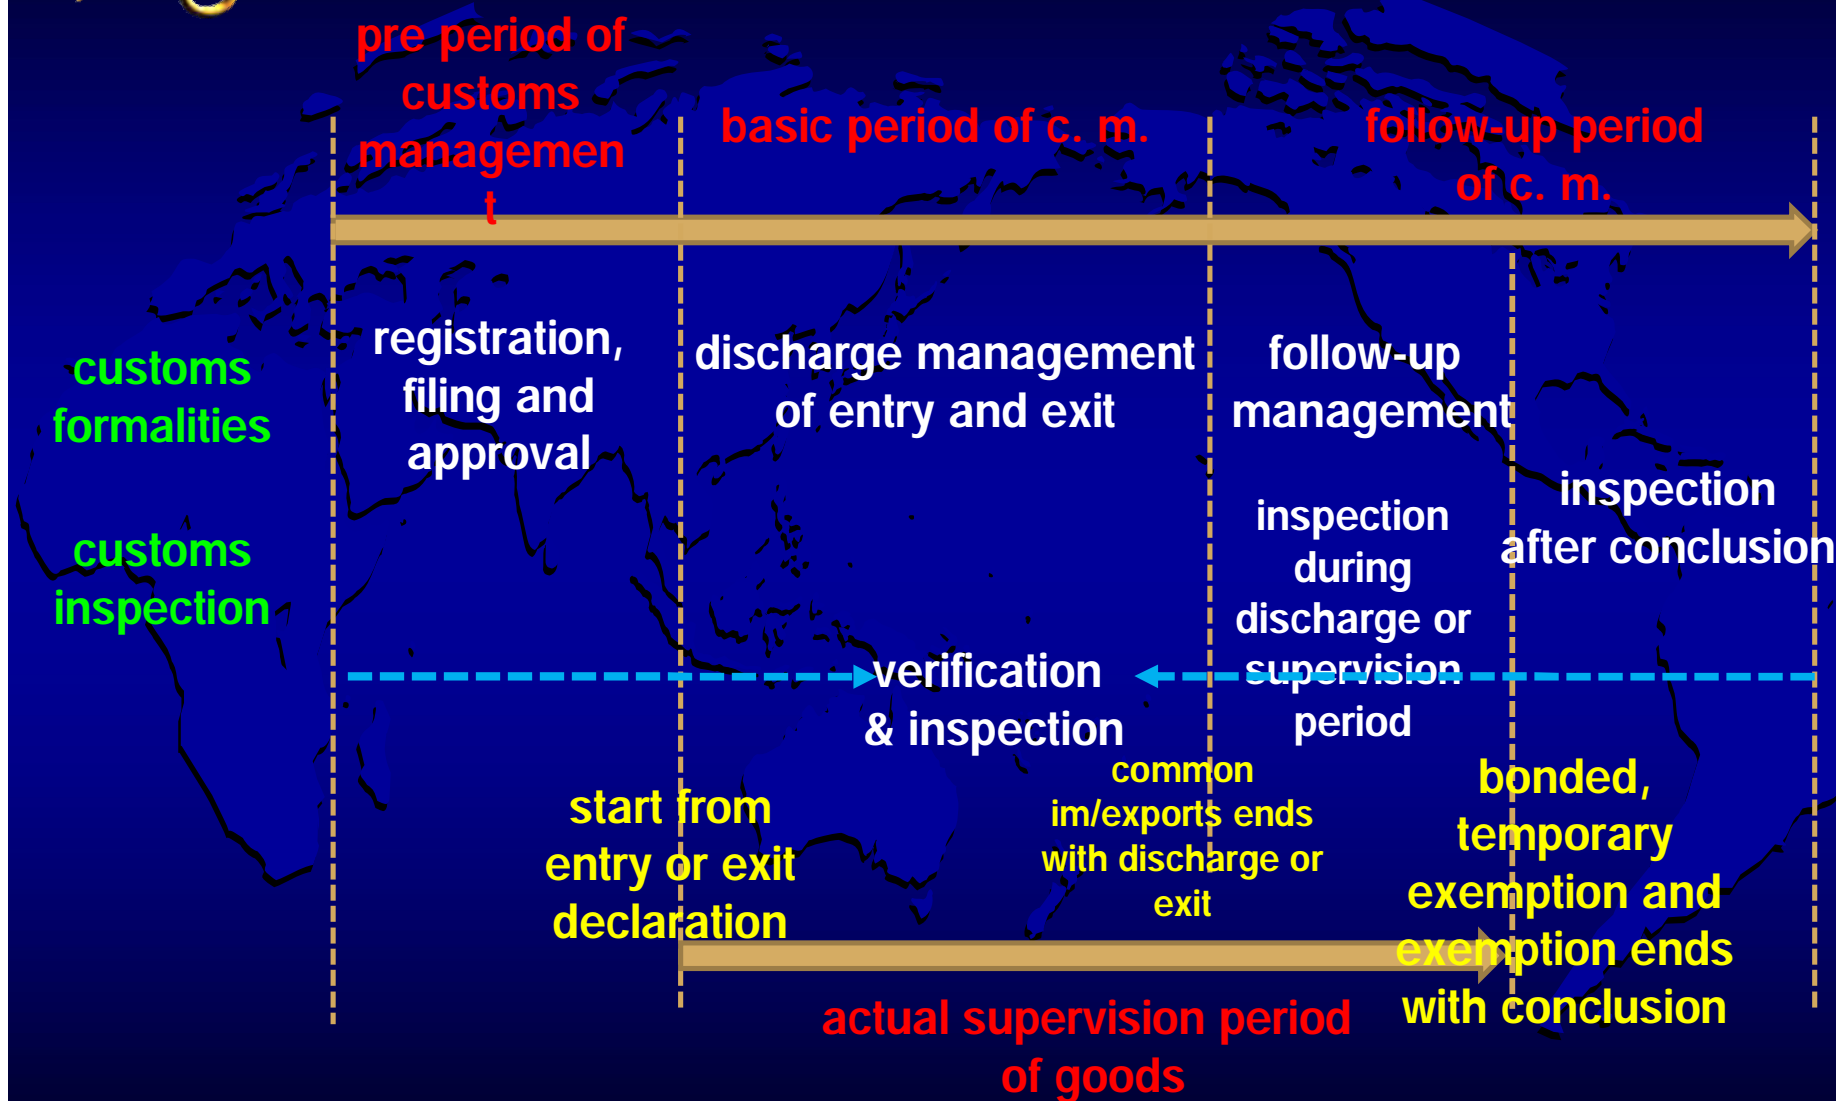 pre period of
customs
managemen
t
basic period of c. m.
follow-up period
of c. m.
customs
formalities
registration,
filing and
approval
discharge management
of entry and exit
follow-up
management
customs
inspection
inspection
during
discharge or
supervision
period
inspection
after conclusion
verification
& inspection
start from
entry or exit
declaration
common
im/exports ends
with discharge or
exit
bonded,
temporary
exemption and
exemption ends
with conclusion
actual supervision period
of goods